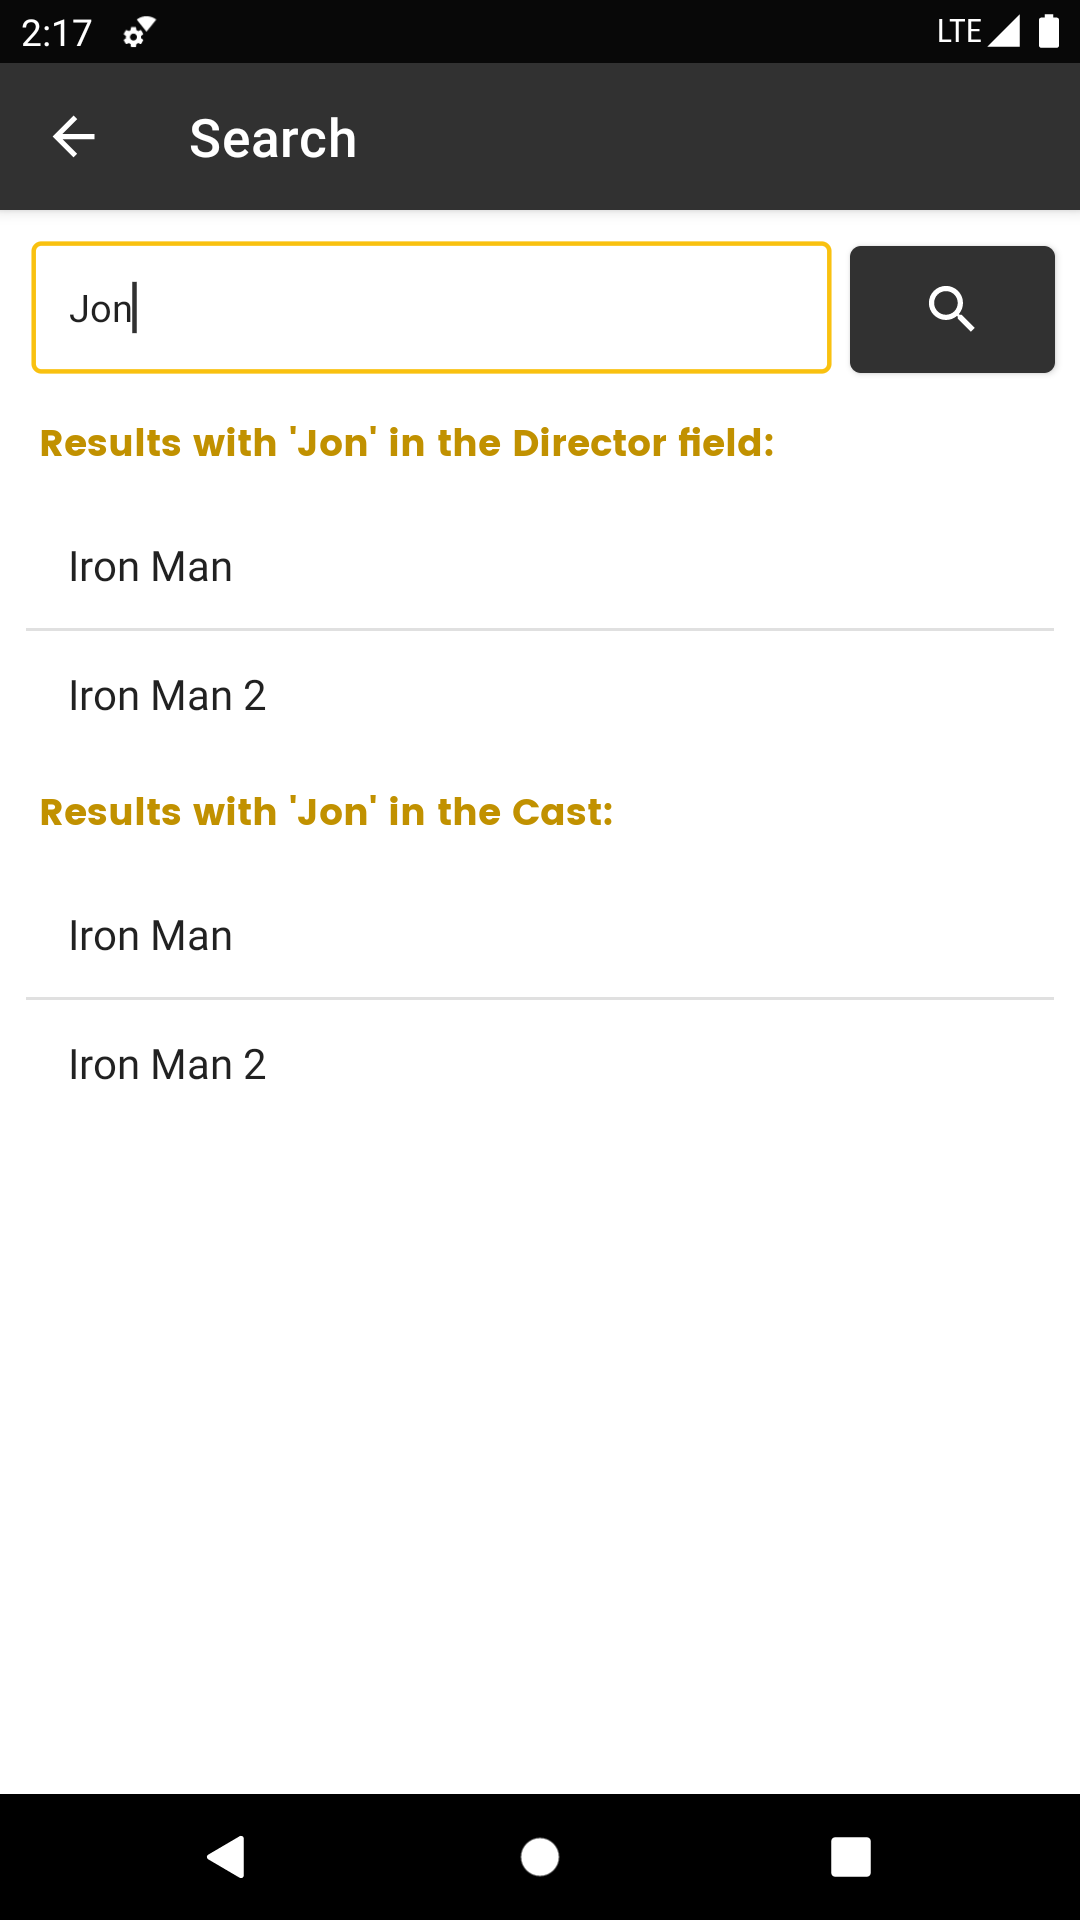 2:17
LTE
Search
Jon
Results with 'Jon' in the Director field:
Iron Man
Iron Man 2
Results with 'Jon' in the Cast:
Iron Man
Iron Man 2